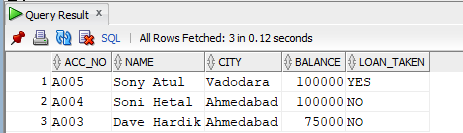 Query Result ×
SQL | All Rows Fetched: 3 in 0.12 seconds
ACC_NO NAME CITY BALANCE LOAN_TAKEN
1 A005 Sony Atul Vadodara 100000 YES
2 A004 Soni Hetal Ahmedabad 100000 NO
3 A003 Dave Hardik Ahmedabad 75000 NO